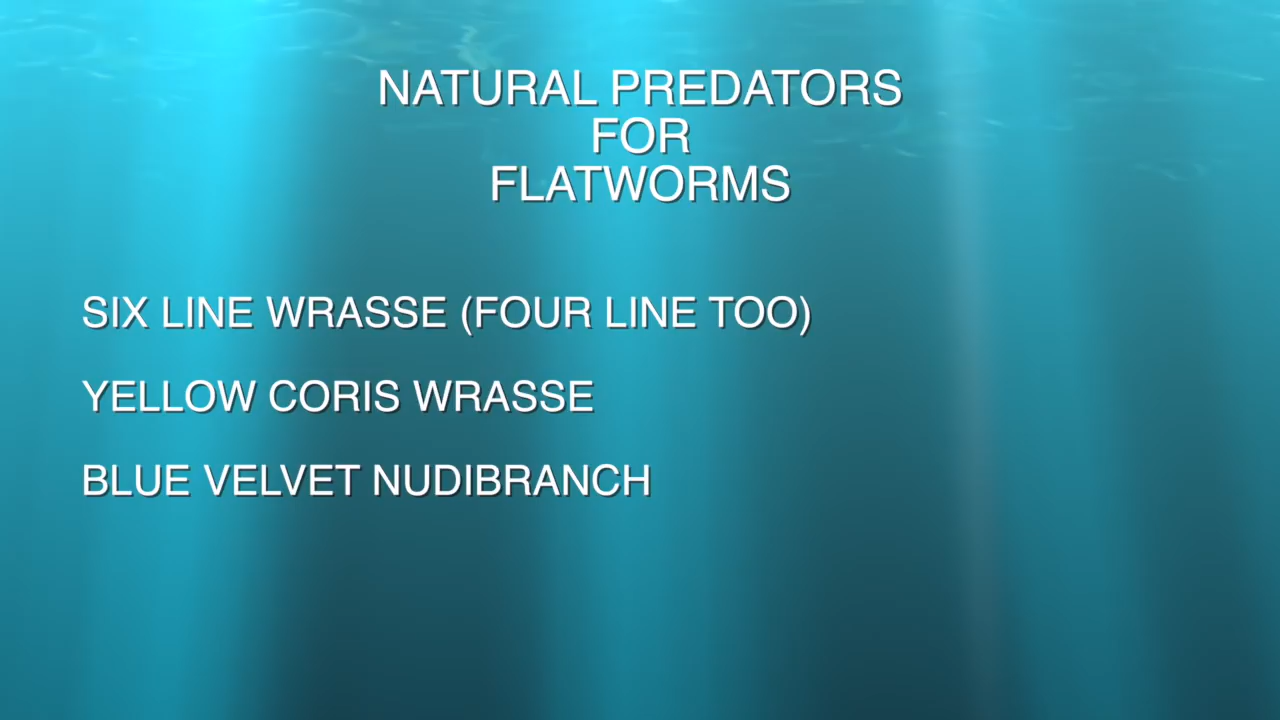 NATURAL PREDATORS
FOR
FLATWORMS
SIX LINE WRASSE (FOUR LINE TOO)
YELLOW CORIS WRASSE
BLUE VELVET NUDIBRANCH